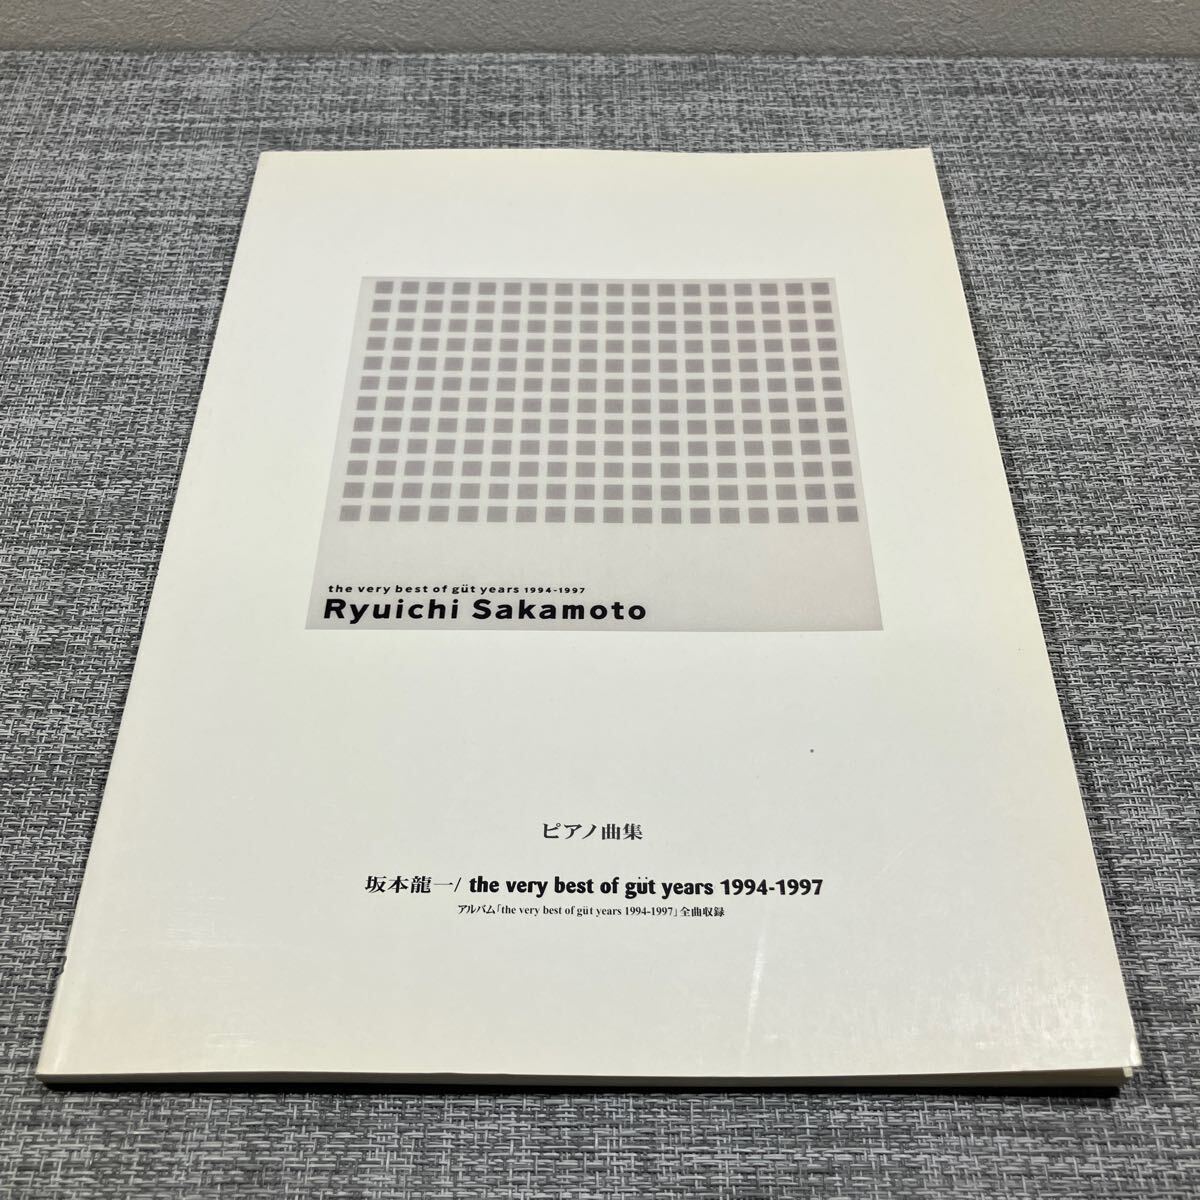 the very best of güt years 1994-1997
Ryuichi Sakamoto
ピアノ曲集
坂本龍一/ the very best of güt years 1994-1997
アルバム「the very best of güt years 1994-1997」全曲収録